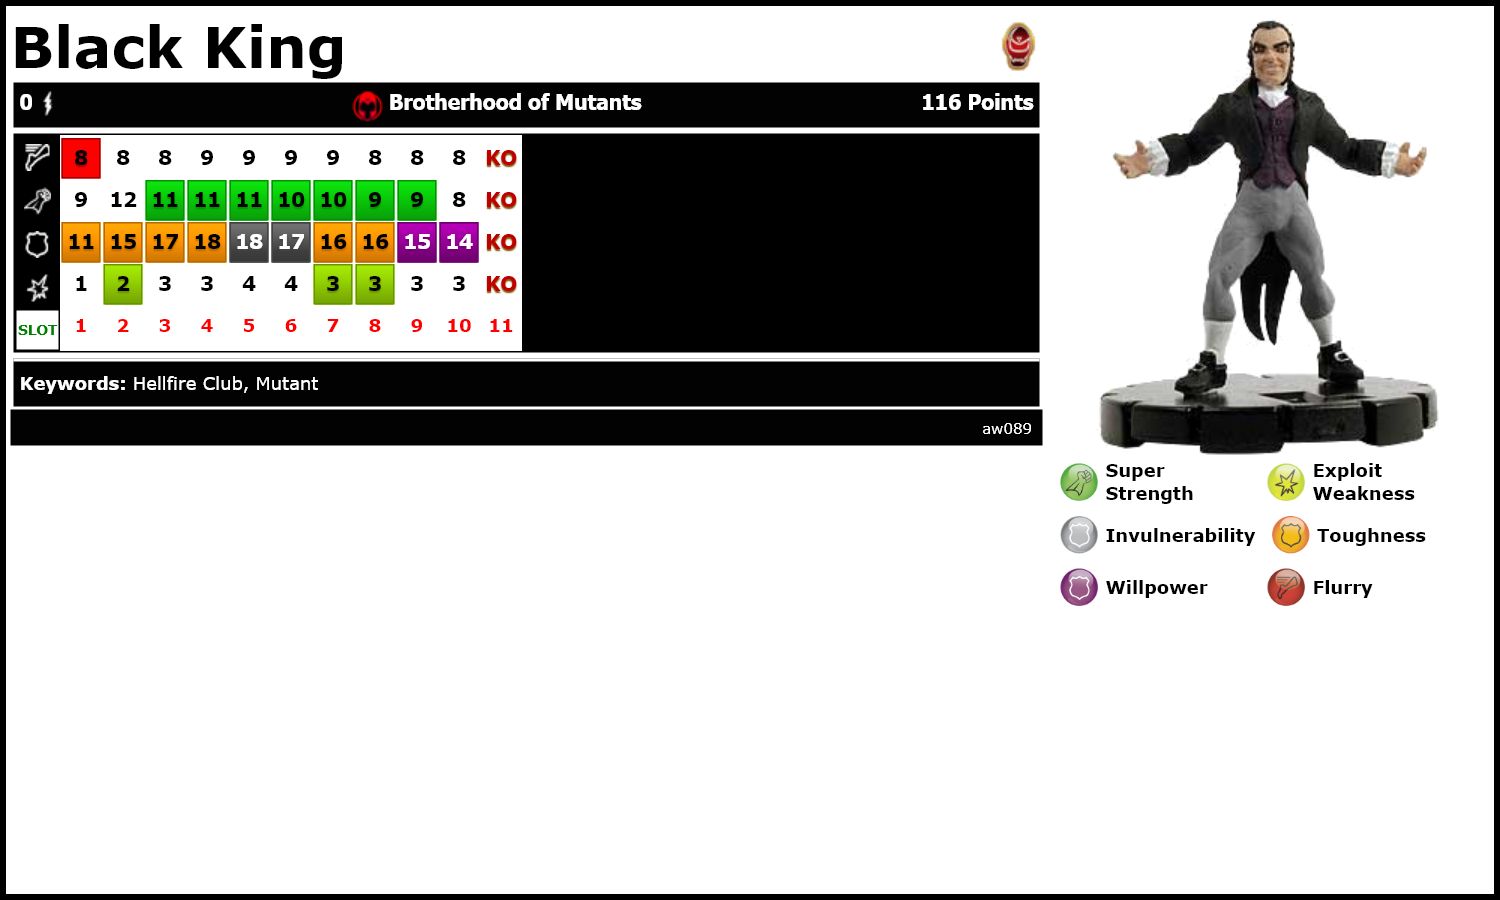 Black King
0 Brotherhood of Mutants 116 Points
8 8 8 9 9 9 9 8 8 8 KO
9 12 11 11 11 10 10 9 9 8 KO
11 15 17 18 18 17 16 16 15 14 KO
1 2 3 3 4 4 3 3 3 3 KO
SLOT 1 2 3 4 5 6 7 8 9 10 11
Keywords: Hellfire Club, Mutant
aw089
Super
Strength
Exploit
Weakness
Invulnerability
Toughness
Willpower
Flurry